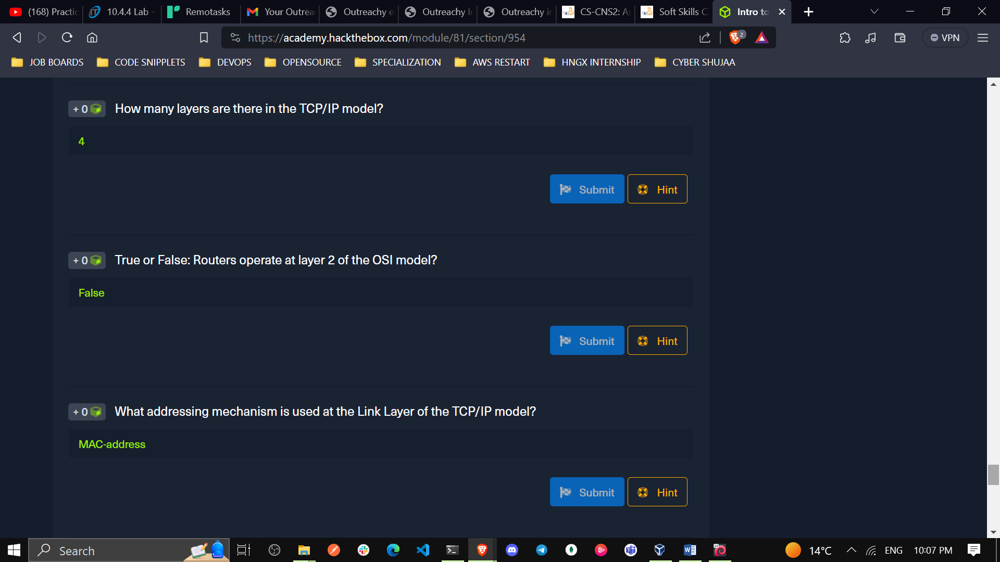 (168) Practic
10.4.4 Lab -
Remotasks
Your Outrea
Outreachy e
Outreachy I
Outreachy in
CS-CNS2: As
Soft Skills C
Intro to
https://academy.hackthebox.com/module/81/section/954
2
VPN
JOB BOARDS
CODE SNIPPLETS
DEVOPS
OPENSOURCE
SPECIALIZATION
AWS RESTART
HNGX INTERNSHIP
CYBER SHUJAA
+ 0 How many layers are there in the TCP/IP model?
4
Submit
Hint
+ 0 True or False: Routers operate at layer 2 of the OSI model?
False
Submit
Hint
+ 0 What addressing mechanism is used at the Link Layer of the TCP/IP model?
MAC-address
Submit
Hint
Search
14°C
ENG
10:07 PM